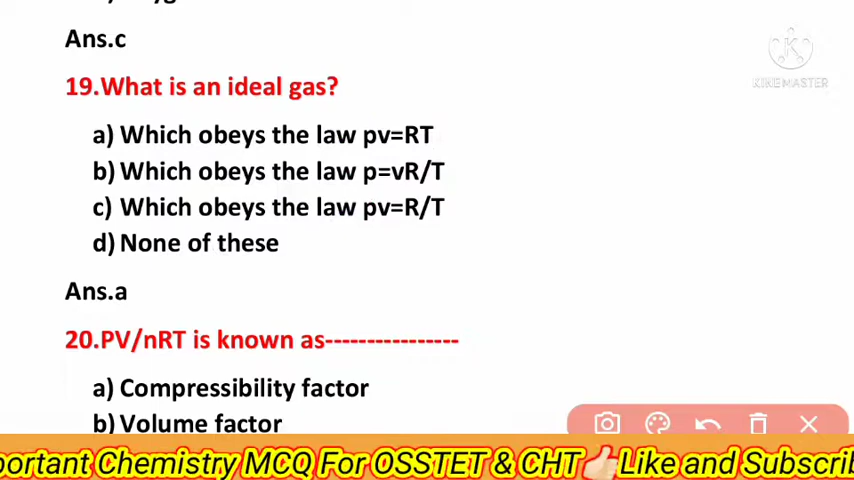 Ans.c
KINEMASTER
19.What is an ideal gas?
a) Which obeys the law pv=RT
b) Which obeys the law p=vR/T
c) Which obeys the law pv=R/T
d) None of these
Ans.a
20.PV/nRT is known as----------------
a) Compressibility factor
b) Volume factor
portant Chemistry MCQ For OSSTET & CHT👍Like and Subscrib